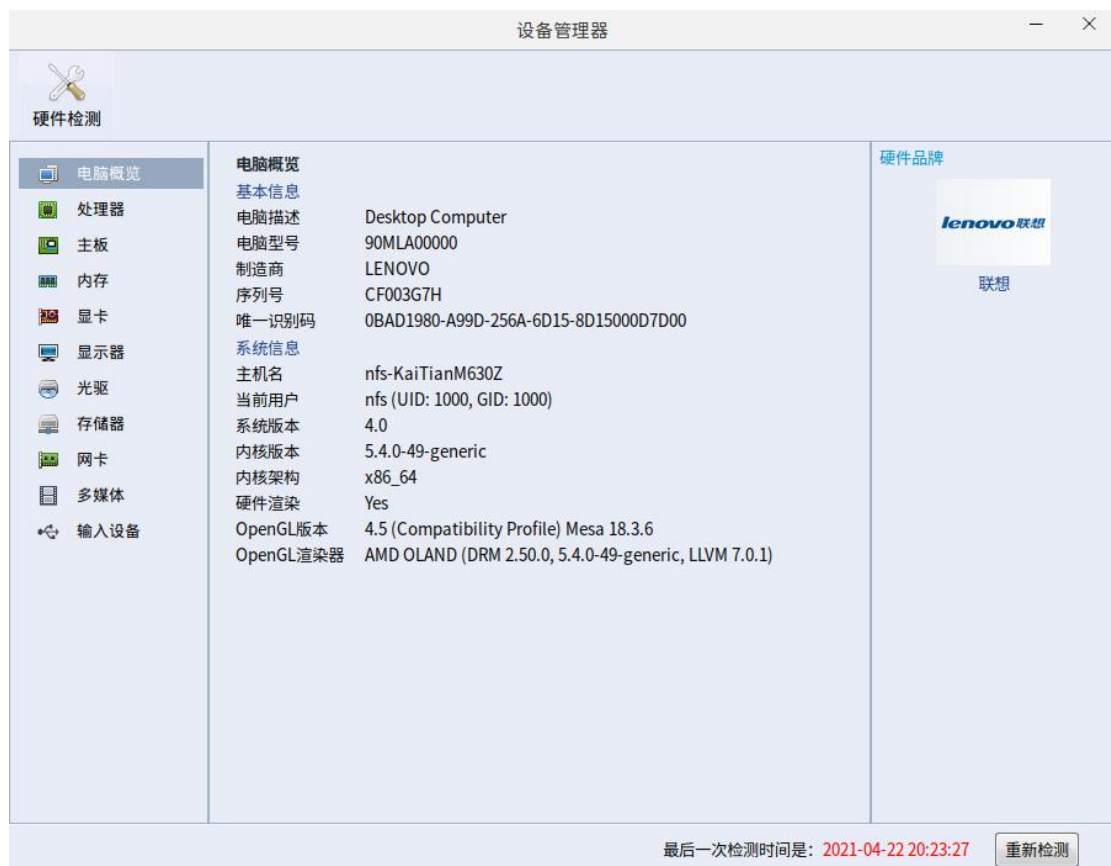 设备管理器
硬件检测
电脑概览
处理器
主板
内存
显卡
显示器
光驱
存储器
网卡
多媒体
输入设备
电脑概览
基本信息
电脑描述 Desktop Computer
电脑型号 90MLA00000
制造商 LENOVO
序列号 CF003G7H
唯一识别码 0BAD1980-A99D-256A-6D15-8D15000D7D00
系统信息
主机名 nfs-KaiTianM630Z
当前用户 nfs (UID: 1000, GID: 1000)
系统版本 4.0
内核版本 5.4.0-49-generic
内核架构 x86_64
硬件渲染 Yes
OpenGL版本 4.5 (Compatibility Profile) Mesa 18.3.6
OpenGL渲染器 AMD OLAND (DRM 2.50.0, 5.4.0-49-generic, LLVM 7.0.1)
硬件品牌
lenovo联想
联想
最后一次检测时间是：2021-04-22 20:23:27 重新检测